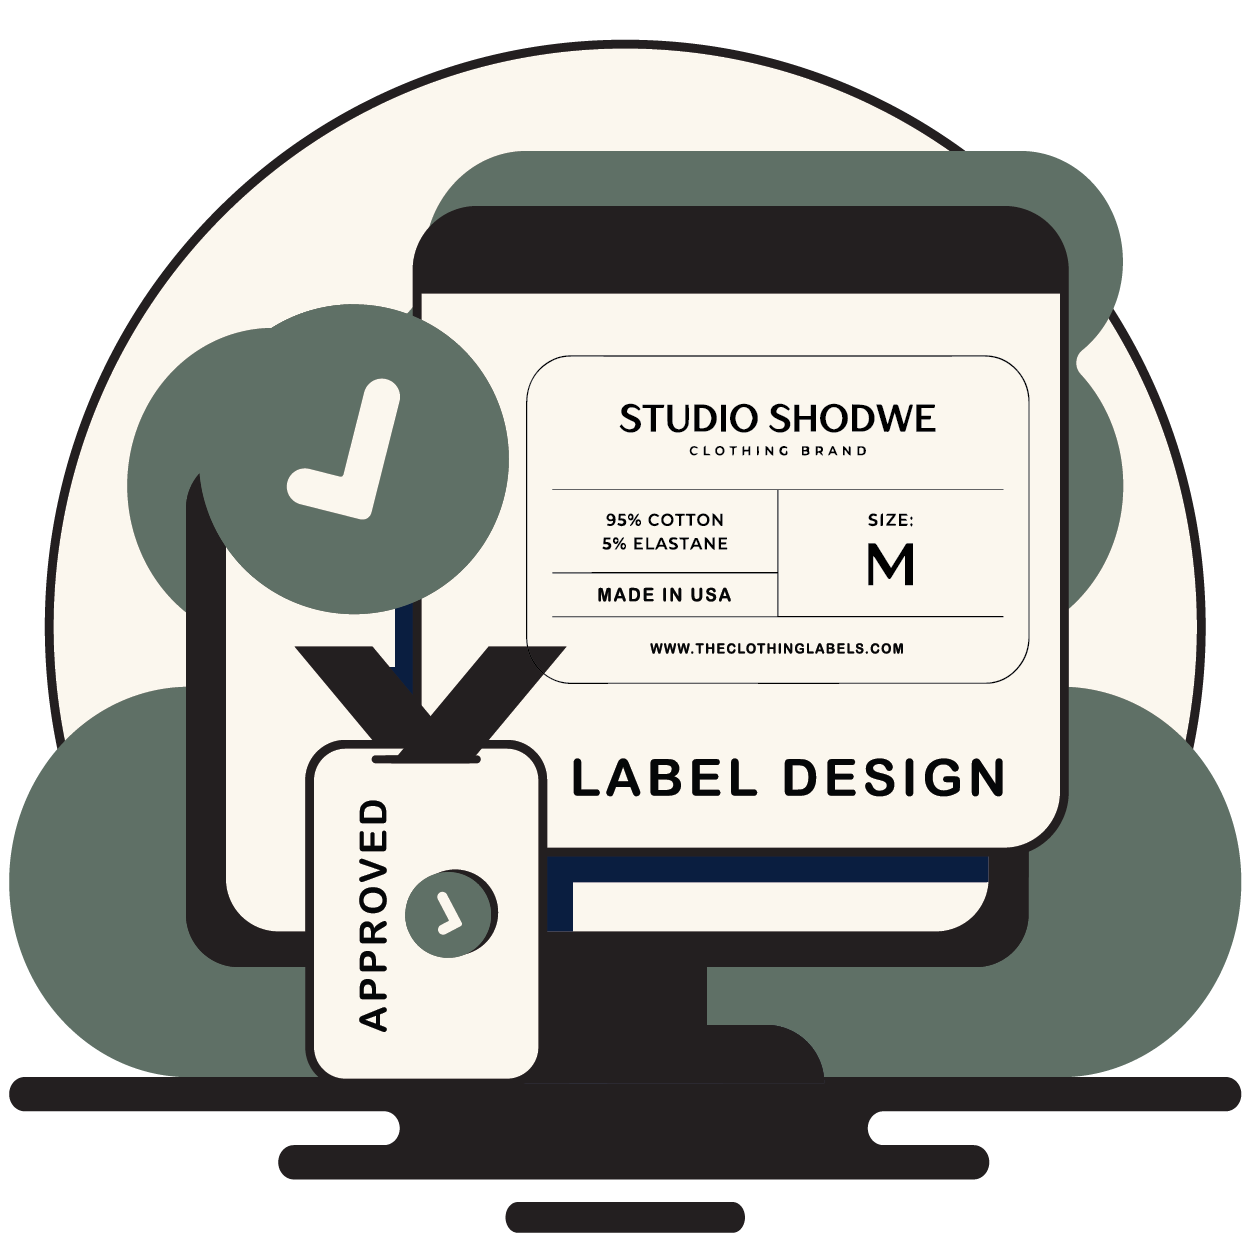 STUDIO SHODWE
CLOTHING BRAND
95% COTTON
5% ELASTANE
SIZE:
M
MADE IN USA
WWW.THECLOTHINGLABELS.COM
LABEL DESIGN
APPROVED